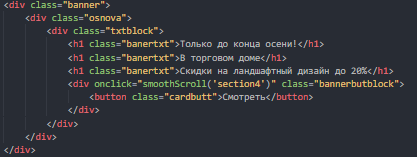 <div class="banner">
<div class="osnova">
<div class="txtblock">
<h1 class="banertxt">Только до конца осени!</h1>
<h1 class="banertxt">В торговом доме</h1>
<h1 class="banertxt">Скидки на ландшафтный дизайн до 20%</h1>
<div onclick="smoothScroll('section4')" class="bannerbutblock">
<button class="cardbutt">Смотреть</button>
</div>
</div>
</div>
</div>